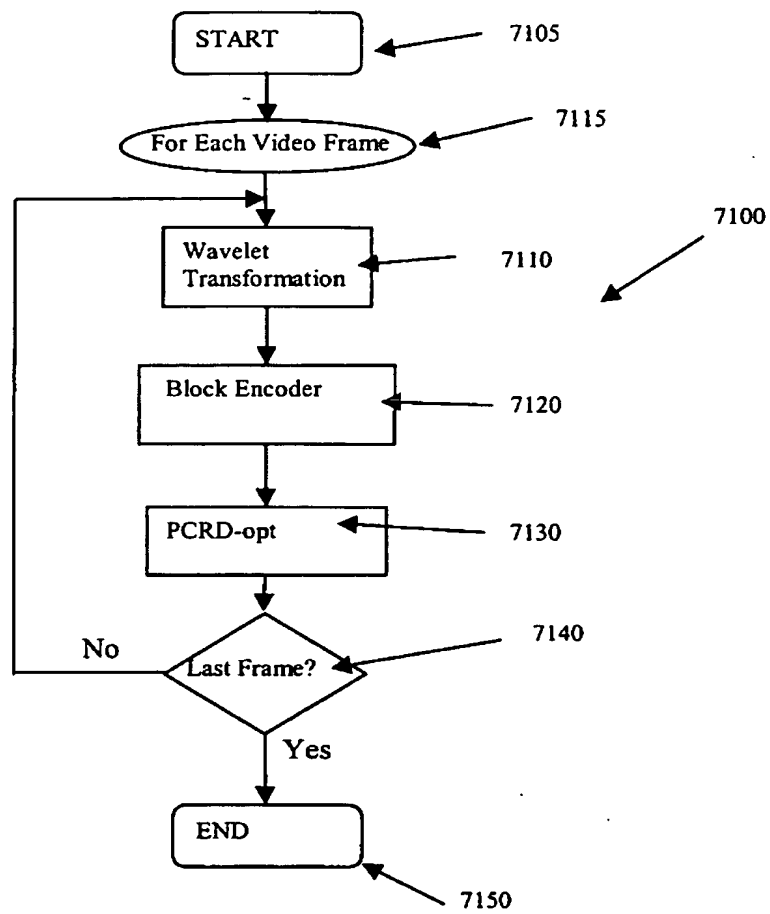 START
7105
For Each Video Frame
7115
7100
Wavelet
Transformation
7110
Block Encoder
7120
PCRD-opt
7130
Last Frame?
7140
No
Yes
END
7150